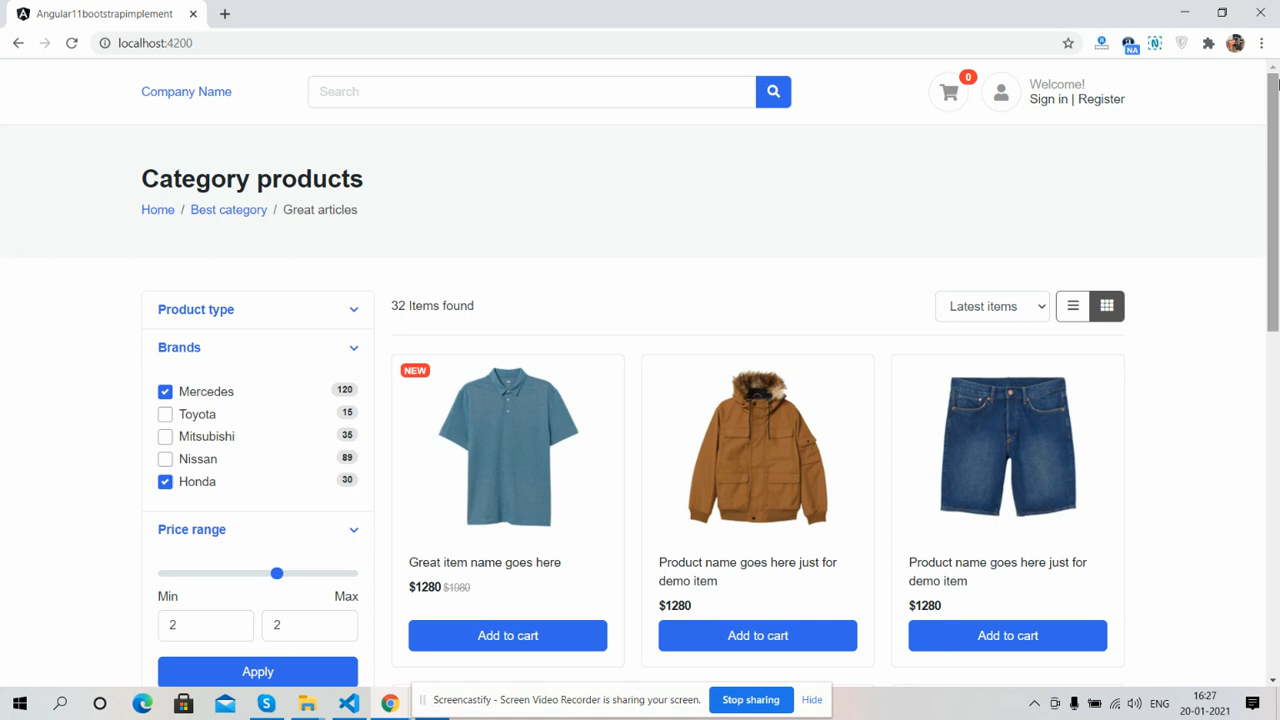 Angular11bootstrapimplement
localhost:4200
NA
Company Name
Search
0
Welcome!
Sign in | Register
Category products
Home / Best category / Great articles
Product type
Brands
Mercedes 120
Toyota 15
Mitsubishi 35
Nissan 89
Honda 30
Price range
Min Max
2 2
Apply
32 Items found
Latest items
NEW
Great item name goes here
$1280 $1980
Add to cart
Product name goes here just for
demo item
$1280
Add to cart
Product name goes here just for
demo item
$1280
Add to cart
Screencastify - Screen Video Recorder is sharing your screen.
Stop sharing
Hide
ENG
16:27
20-01-2021